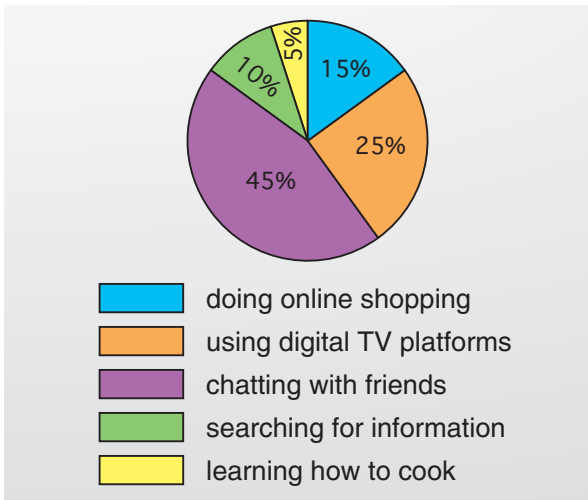 5%
15%
10%
25%
45%
doing online shopping
using digital TV platforms
chatting with friends
searching for information
learning how to cook